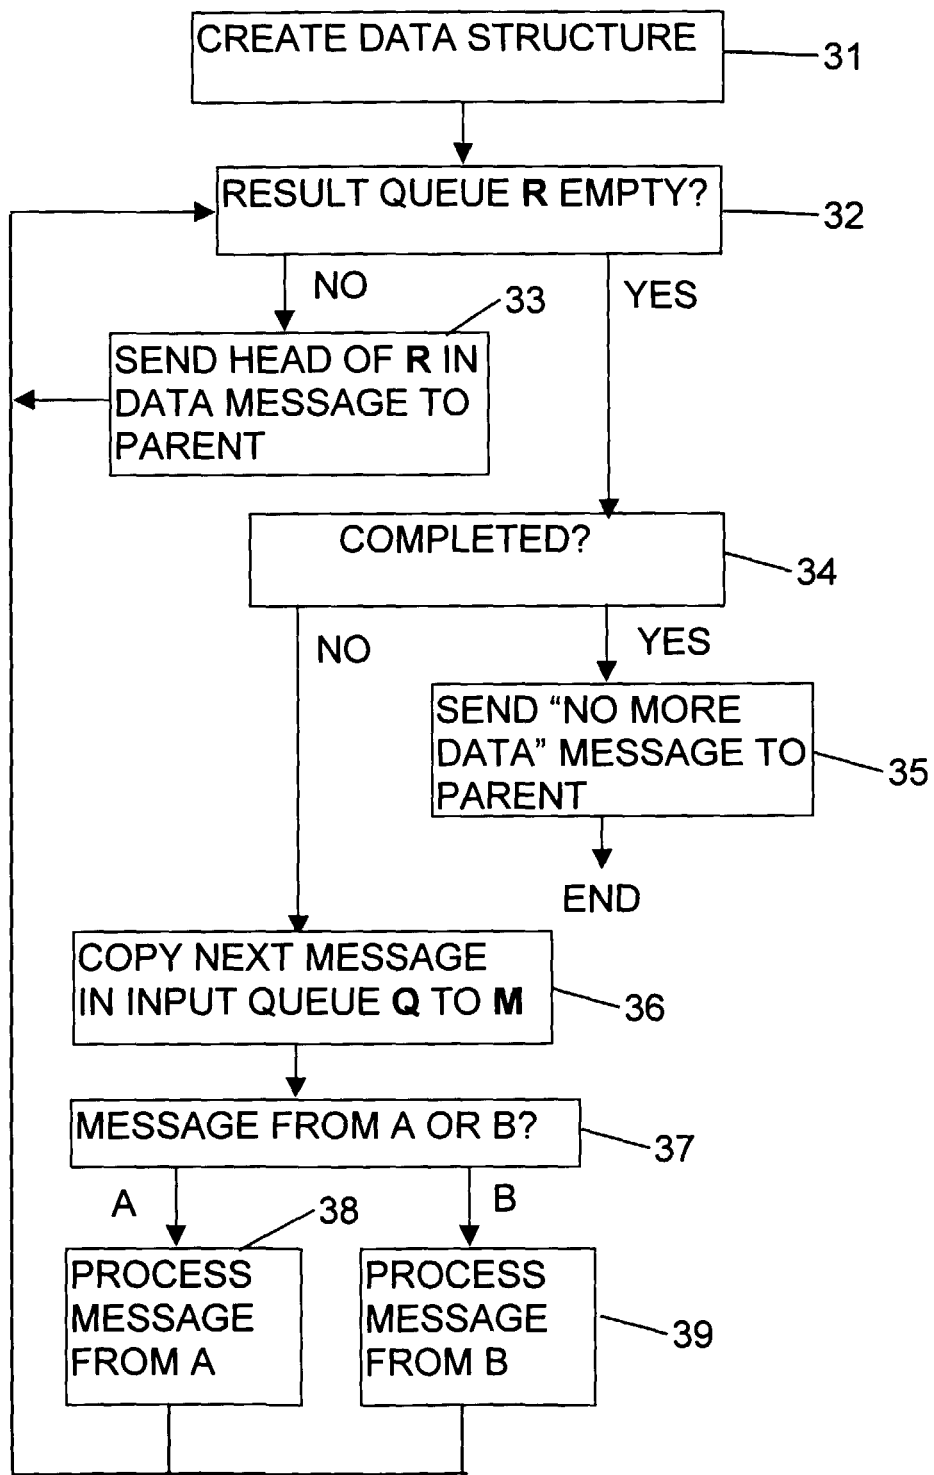 CREATE DATA STRUCTURE
31
RESULT QUEUE R EMPTY?
32
NO
YES
33
SEND HEAD OF R IN
DATA MESSAGE TO
PARENT
COMPLETED?
34
NO
YES
SEND “NO MORE
DATA” MESSAGE TO
PARENT
35
END
COPY NEXT MESSAGE
IN INPUT QUEUE Q TO M
36
MESSAGE FROM A OR B?
37
A
B
38
PROCESS
MESSAGE
FROM A
PROCESS
MESSAGE
FROM B
39